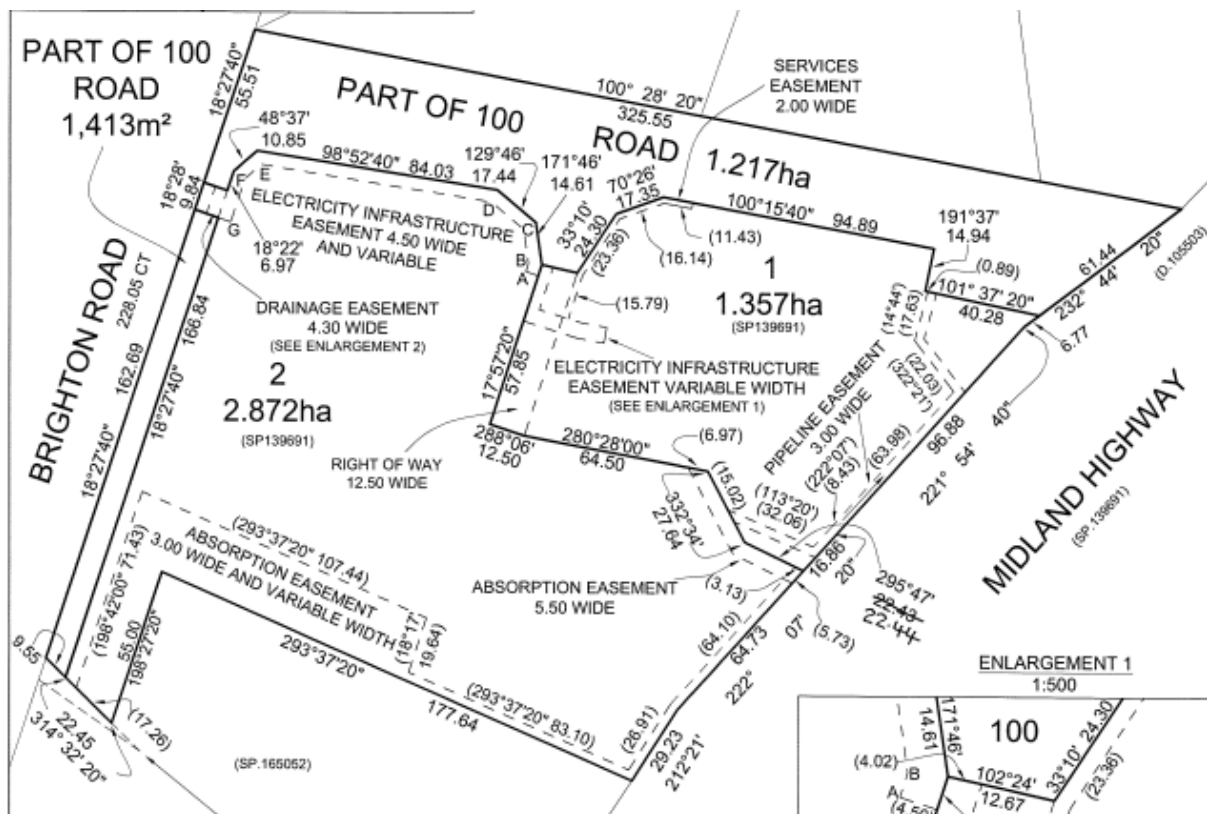 PART OF 100
ROAD
1,413m²
18°27'40"
55.51
48°37'
10.85
18°28'
9.84
98°52'40" 84.03
129°46'
17.44
171°46'
14.61
PART OF 100
ROAD 1.217ha
100° 28' 20"
325.55
SERVICES
EASEMENT
2.00 WIDE
70°26'
17.35
33°10'
24.30
(23.36)
100°15'40" 94.89
(11.43)
(16.14)
191°37'
14.94
(0.89)
101° 37' 20"
40.28
61.44
232° 44' 20"
(D.105503)
6.77
F
E
D
C
B
A
G
ELECTRICITY INFRASTRUCTURE
EASEMENT 4.50 WIDE
AND VARIABLE
18°22'
6.97
(15.79)
1
1.357ha
(SP139691)
(14°44')
(17.63)
DRAINAGE EASEMENT
4.30 WIDE
(SEE ENLARGEMENT 2)
BRIGHTON ROAD
228.05 CT
162.69
18°27'40"
166.84
18°27'40"
2
2.872ha
(SP139691)
17°57'20"
57.85
ELECTRICITY INFRASTRUCTURE
EASEMENT VARIABLE WIDTH
(SEE ENLARGEMENT 1)
PIPELINE EASEMENT
3.00 WIDE
(22.03)
(322°21')
(222°07')
(8.43)
(63.98)
96.88
221° 54' 40"
MIDLAND HIGHWAY
(SP.139691)
RIGHT OF WAY
12.50 WIDE
288°06'
12.50
280°28'00"
64.50
(6.97)
(15.02)
332°34'
27.64
(113°20')
(32.06)
16.86
295°47'
22.43
22.44
ABSORPTION EASEMENT
5.50 WIDE
(3.13)
(5.73)
(64.10)
64.73
222° 07' 20"
(293°37'20" 107.44)
ABSORPTION EASEMENT
3.00 WIDE AND VARIABLE WIDTH
(198°42'00" 71.43)
55.00
198°27'20"
(18°17')
19.64)
293°37'20"
177.64
(293°37'20" 83.10)
(26.91)
29.23
212°21'
9.55
22.45
314° 32' 20"
(17.26)
(SP.165052)
ENLARGEMENT 1
1:500
171°46'
14.61
100
(4.02)
B
A
(4.50)
102°24'
12.67
33°10' 24.30
(23.36)